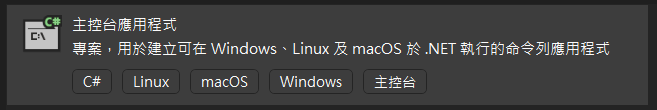 C#
C:\
主控台應用程式
專案，用於建立可在 Windows、Linux 及 macOS 於 .NET 執行的命令列應用程式
C# Linux macOS Windows 主控台